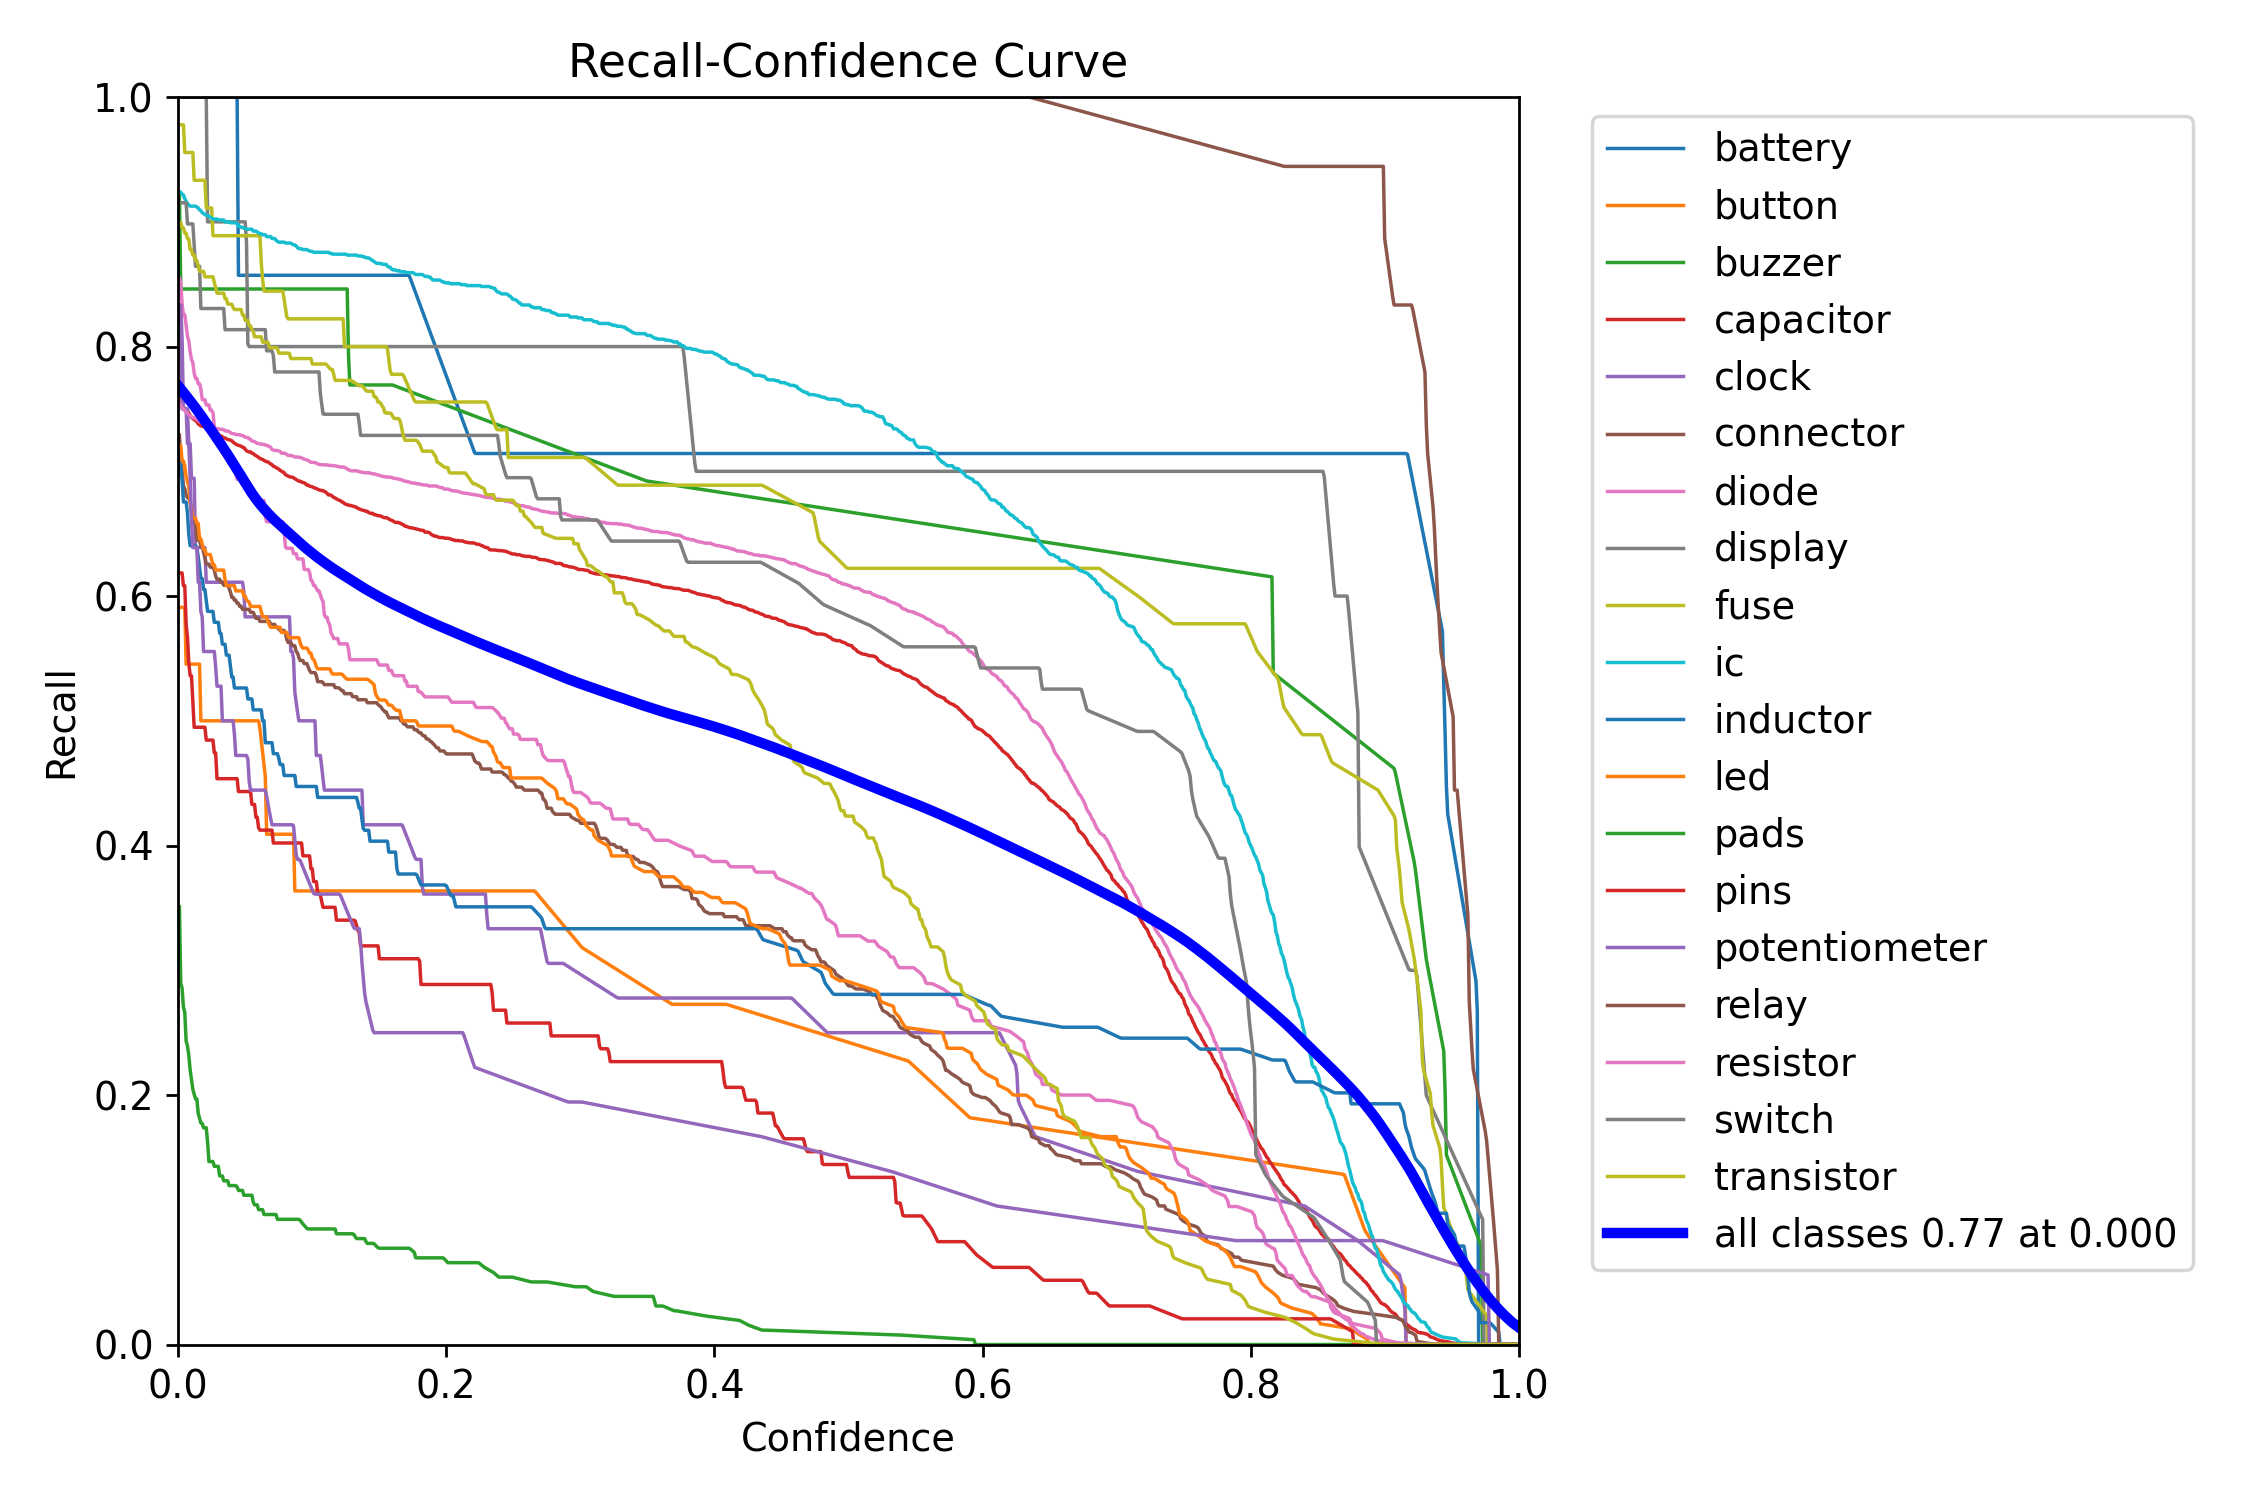 Recall-Confidence Curve
1.0
0.8
0.6
0.4
0.2
0.0
Recall
0.0 0.2 0.4 0.6 0.8 1.0
Confidence
battery
button
buzzer
capacitor
clock
connector
diode
display
fuse
ic
inductor
led
pads
pins
potentiometer
relay
resistor
switch
transistor
all classes 0.77 at 0.000